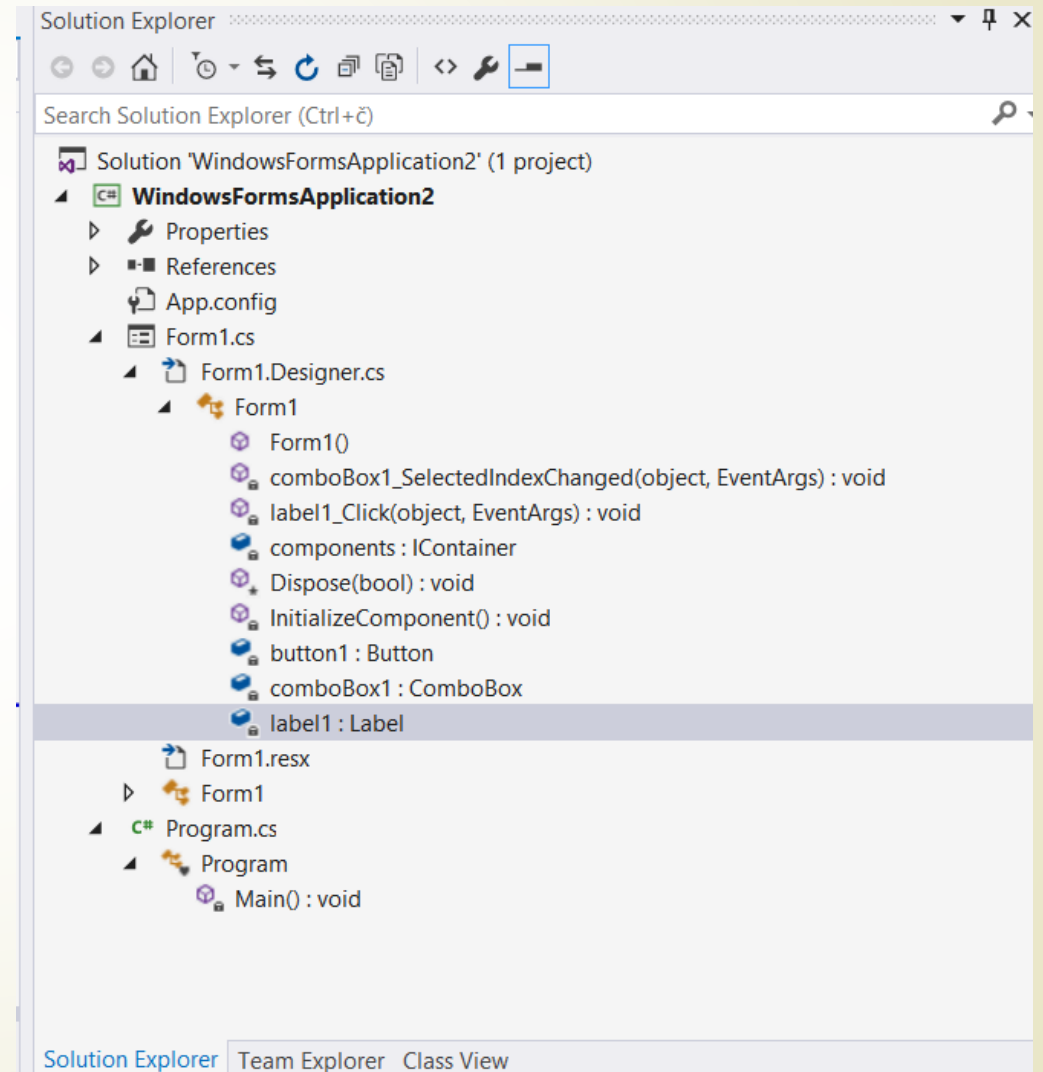 Solution Explorer
Search Solution Explorer (Ctrl+č)
Solution 'WindowsFormsApplication2' (1 project)
C# WindowsFormsApplication2
Properties
References
App.config
Form1.cs
Form1.Designer.cs
Form1
Form1()
comboBox1_SelectedIndexChanged(object, EventArgs) : void
label1_Click(object, EventArgs) : void
components : IContainer
Dispose(bool) : void
InitializeComponent() : void
button1 : Button
comboBox1 : ComboBox
label1 : Label
Form1.resx
Form1
C# Program.cs
Program
Main() : void
Solution Explorer Team Explorer Class View